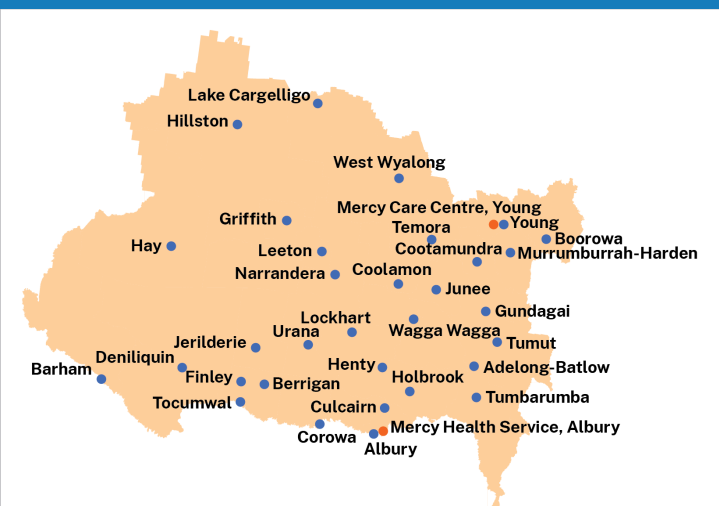 Lake Cargelligo
Hillston
West Wyalong
Mercy Care Centre, Young
Griffith
Temora
Young
Hay
Leeton
Cootamundra
Boorowa
Murrumburrah-Harden
Narrandera
Coolamon
Junee
Lockhart
Gundagai
Urana
Wagga Wagga
Jerilderie
Tumut
Deniliquin
Barham
Henty
Adelong-Batlow
Finley
Berrigan
Holbrook
Tocumwal
Culcairn
Tumbarumba
Corowa
Mercy Health Service, Albury
Albury